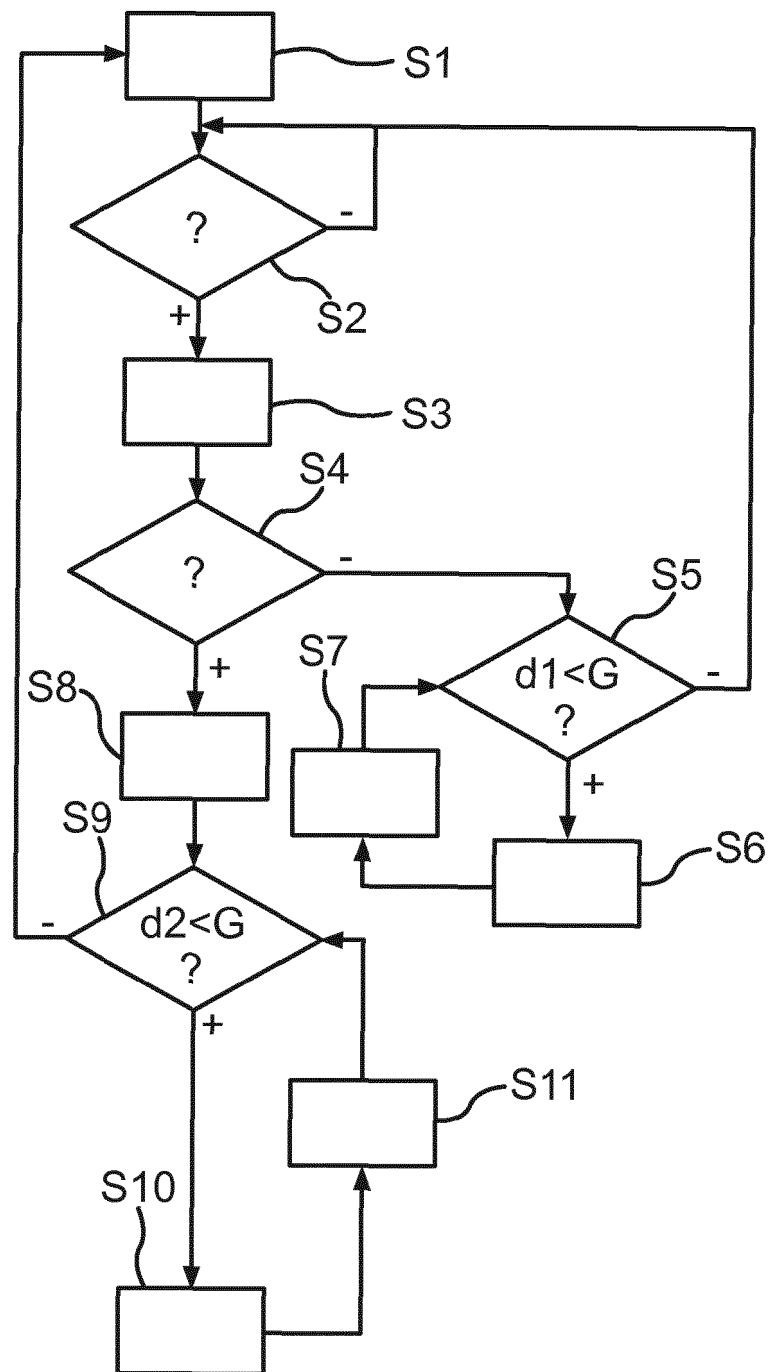 S1
-
?
S2
+
S3
S4
-
?
S5
+
S7
d1<G
?
-
S8
+
S9
S6
d2<G
?
-
+
S11
S10